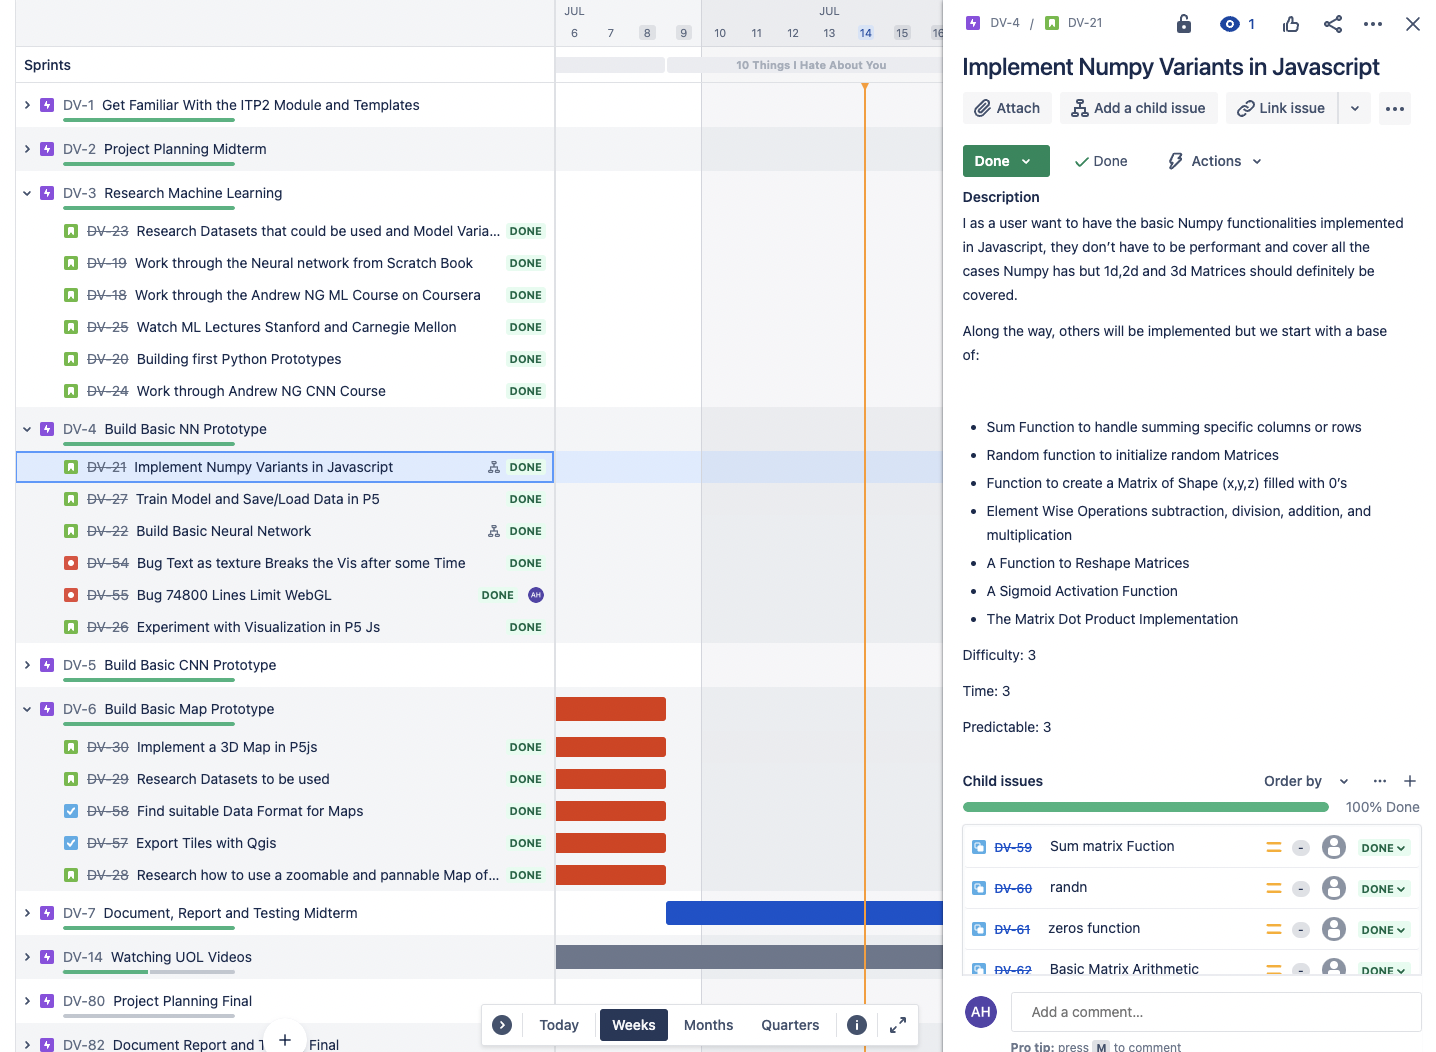 JUL
JUL
6 7 8 9 10 11 12 13 14 15 16
Sprints
10 Things I Hate About You
DV-1 Get Familiar With the ITP2 Module and Templates
DV-2 Project Planning Midterm
DV-3 Research Machine Learning
DV-23 Research Datasets that could be used and Model Varia... DONE
DV-19 Work through the Neural network from Scratch Book DONE
DV-18 Work through the Andrew NG ML Course on Coursera DONE
DV-25 Watch ML Lectures Stanford and Carnegie Mellon DONE
DV-20 Building first Python Prototypes DONE
DV-24 Work through Andrew NG CNN Course DONE
DV-4 Build Basic NN Prototype
DV-21 Implement Numpy Variants in Javascript DONE
DV-27 Train Model and Save/Load Data in P5 DONE
DV-22 Build Basic Neural Network DONE
DV-54 Bug Text as texture Breaks the Vis after some Time DONE
DV-55 Bug 74800 Lines Limit WebGL DONE AH
DV-26 Experiment with Visualization in P5 Js DONE
DV-5 Build Basic CNN Prototype
DV-6 Build Basic Map Prototype
DV-30 Implement a 3D Map in P5js DONE
DV-29 Research Datasets to be used DONE
DV-58 Find suitable Data Format for Maps DONE
DV-57 Export Tiles with Qgis DONE
DV-28 Research how to use a zoomable and pannable Map of... DONE
DV-7 Document, Report and Testing Midterm
DV-14 Watching UOL Videos
DV-80 Project Planning Final
DV-82 Document Report and T Final
+
Today Weeks Months Quarters
DV-4 / DV-21 1
Implement Numpy Variants in Javascript
Attach Add a child issue Link issue
Done Done Actions
Description
I as a user want to have the basic Numpy functionalities implemented
in Javascript, they don't have to be performant and cover all the
cases Numpy has but 1d,2d and 3d Matrices should definitely be
covered.
Along the way, others will be implemented but we start with a base
of:
• Sum Function to handle summing specific columns or rows
• Random function to initialize random Matrices
• Function to create a Matrix of Shape (x,y,z) filled with 0's
• Element Wise Operations subtraction, division, addition, and
multiplication
• A Function to Reshape Matrices
• A Sigmoid Activation Function
• The Matrix Dot Product Implementation
Difficulty: 3
Time: 3
Predictable: 3
Child issues Order by
100% Done
DV-59 Sum matrix Fuction - DONE
DV-60 randn - DONE
DV-61 zeros function - DONE
DV-62 Basic Matrix Arithmetic - DONE
AH Add a comment...
Pro tip: press M to comment